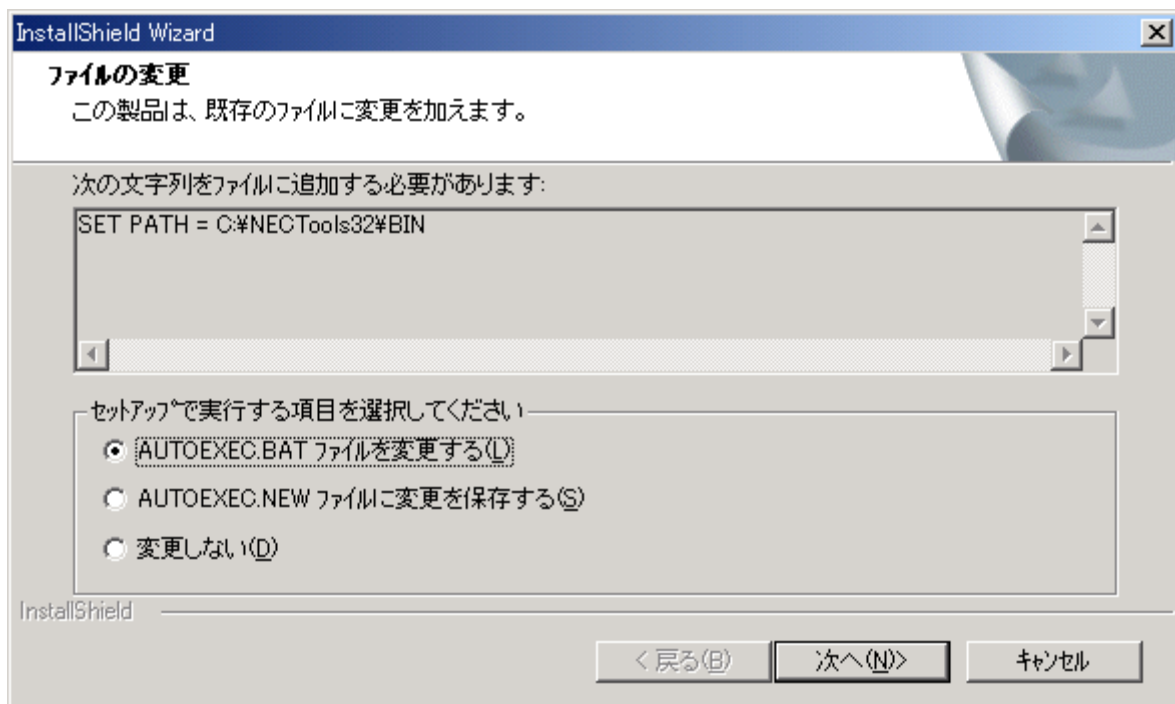 InstallShield Wizard
ファイルの変更
この製品は、既存のファイルに変更を加えます。
次の文字列をファイルに追加する必要があります:
SET PATH = C:¥NECTools32¥BIN
セットアップで実行する項目を選択してください
AUTOEXEC.BAT ファイルを変更する(L)
AUTOEXEC.NEW ファイルに変更を保存する(S)
変更しない(D)
InstallShield
< 戻る(B)
次へ(N)>
キャンセル